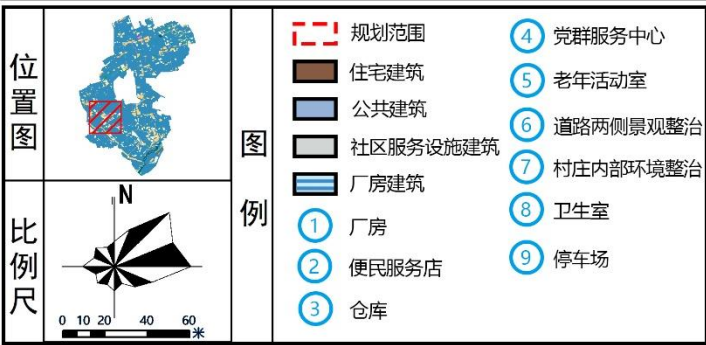 位置图
比例尺
N
0 10 20 40 60
米
图例
规划范围
住宅建筑
公共建筑
社区服务设施建筑
厂房建筑
1 厂房
2 便民服务店
3 仓库
4 党群服务中心
5 老年活动室
6 道路两侧景观整治
7 村庄内部环境整治
8 卫生室
9 停车场